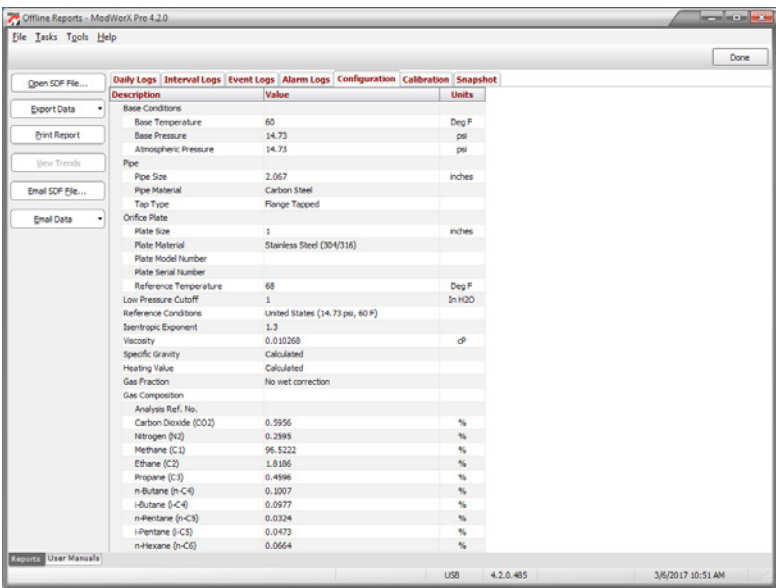 Offline Reports - ModWorX Pro 4.2.0
File Tasks Tools Help
Done
Open SDF File...
Export Data
Print Report
View Trends
Email SDF File...
Email Data
Daily Logs Interval Logs Event Logs Alarm Logs Configuration Calibration Snapshot
Description Value Units
Base Conditions
Base Temperature 60 Deg F
Base Pressure 14.73 psi
Atmospheric Pressure 14.73 psi
Pipe
Pipe Size 2.067 inches
Pipe Material Carbon Steel
Tap Type Flange Tapped
Orifice Plate
Plate Size 1 inches
Plate Material Stainless Steel (304/316)
Plate Model Number
Plate Serial Number
Reference Temperature 68 Deg F
Low Pressure Cutoff 1 In H2O
Reference Conditions United States (14.73 psi, 60 F)
Isentropic Exponent 1.3
Viscosity 0.010268 cP
Specific Gravity Calculated
Heating Value Calculated
Gas Fraction No wet correction
Gas Composition
Analysis Ref. No.
Carbon Dioxide (CO2) 0.5956 %
Nitrogen (N2) 0.2595 %
Methane (C1) 96.5222 %
Ethane (C2) 1.8186 %
Propane (C3) 0.4596 %
n-Butane (n-C4) 0.1007 %
i-Butane (i-C4) 0.0977 %
n-Pentane (n-C5) 0.0324 %
i-Pentane (i-C5) 0.0473 %
n-Hexane (n-C6) 0.0664 %
Reports User Manuals
USB 4.2.0.485 3/6/2017 10:51 AM